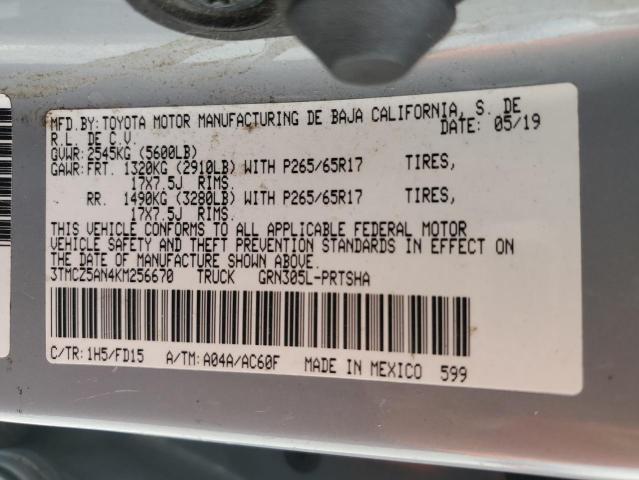 MFD.BY:TOYOTA MOTOR MANUFACTURING DE BAJA CALIFORNIA, S. DE
R.L. DE C.V. DATE: 05/19
GVWR:2545KG (5600LB)
GAWR:FRT. 1320KG (2910LB) WITH P265/65R17 TIRES,
17X7.5J RIMS.
RR. 1490KG (3280LB) WITH P265/65R17 TIRES,
17X7.5J RIMS.
THIS VEHICLE CONFORMS TO ALL APPLICABLE FEDERAL MOTOR
VEHICLE SAFETY AND THEFT PREVENTION STANDARDS IN EFFECT ON
THE DATE OF MANUFACTURE SHOWN ABOVE.
3TMCZ5AN4KM256670 TRUCK GRN305L-PRTSHA
C/TR: 1H5/FD15 A/TM: A04A/AC60F MADE IN MEXICO 599